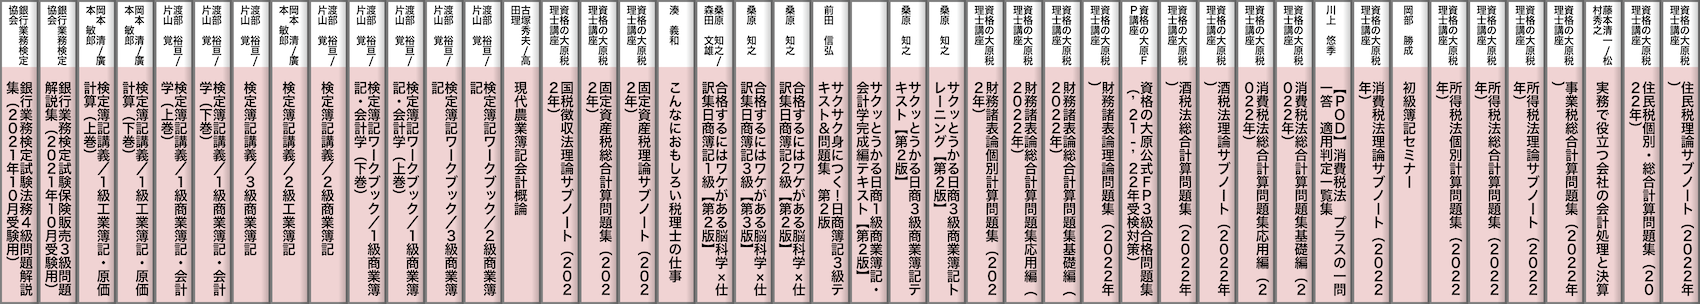 銀行業務検定
協会
銀行業務検定試験法務４級問題解説
集（２０２１年１０月受験用）
銀行業務検定
協会
銀行業務検定試験保険販売３級問題
解説集（２０２１年１０月受験用）
岡本　清／廣
本　敏郎
検定簿記講義／１級工業簿記・原価
計算（上巻）
岡本　清／廣
本　敏郎
検定簿記講義／１級工業簿記・原価
計算（下巻）
渡部　裕亘／
片山　覚
検定簿記講義／１級商業簿記・会計
学（上巻）
渡部　裕亘／
片山　覚
検定簿記講義／１級商業簿記・会計
学（下巻）
渡部　裕亘／
片山　覚
検定簿記講義／３級商業簿記
岡本　清／廣
本　敏郎
検定簿記講義／２級工業簿記
渡部　裕亘／
片山　覚
検定簿記講義／２級商業簿記
渡部　裕亘／
片山　覚
検定簿記ワークブック／１級商業簿
記・会計学（下巻）
渡部　裕亘／
片山　覚
検定簿記ワークブック／１級商業簿
記・会計学（上巻）
渡部　裕亘／
片山　覚
検定簿記ワークブック／３級商業簿
記
渡部　裕亘／
片山　覚
検定簿記ワークブック／２級商業簿
記
古塚秀夫／高
田理
現代農業簿記会計概論
資格の大原税
理士講座
国税徴収法理論サブノート（２０２
２年）
資格の大原税
理士講座
固定資産税総合計算問題集（２０２
２年）
資格の大原税
理士講座
固定資産税理論サブノート（２０２
２年）
湊　義和
こんなにおもしろい税理士の仕事
桑原　知之／
森田　文雄
合格するにはワケがある脳科学×仕
訳集日商簿記１級【第２版】
桑原　知之
合格するにはワケがある脳科学×仕
訳集日商簿記３級【第３版】
桑原　知之
合格するにはワケがある脳科学×仕
訳集日商簿記２級【第２版】
前田　信弘
サクサク身につく！日商簿記３級テ
キスト＆問題集　第２版
サクッとうかる日商１級商業簿記・
会計学完成編テキスト【第２版】
桑原　知之
サクッとうかる日商３級商業簿記テ
キスト【第２版】
桑原　知之
サクッとうかる日商３級商業簿記ト
レーニング【第２版】
資格の大原税
理士講座
財務諸表論個別計算問題集（２０２
２年）
資格の大原税
理士講座
財務諸表論総合計算問題集応用編（
２０２２年）
資格の大原税
理士講座
財務諸表論総合計算問題集基礎編（
２０２２年）
資格の大原税
理士講座
財務諸表論理論問題集（２０２２年
）
資格の大原Ｆ
Ｐ講座
資格の大原公式ＦＰ３級合格問題集
（’２１-’２２年受検対策）
資格の大原税
理士講座
酒税法総合計算問題集（２０２２年
）
資格の大原税
理士講座
酒税法理論サブノート（２０２２年
）
資格の大原税
理士講座
消費税法総合計算問題集応用編（２
０２２年）
資格の大原税
理士講座
消費税法総合計算問題集基礎編（２
０２２年）
川上　悠季
【ＰＯＤ】消費税法　プラスの一問
一答　適用判定一覧集
資格の大原税
理士講座
消費税法理論サブノート（２０２２
年）
岡部　勝成
初級簿記セミナー
資格の大原税
理士講座
所得税法個別計算問題集（２０２２
年）
資格の大原税
理士講座
所得税法総合計算問題集（２０２２
年）
資格の大原税
理士講座
所得税法理論サブノート（２０２２
年）
資格の大原税
理士講座
事業税総合計算問題集（２０２２年
）
藤本清一／松
村秀之
実務で役立つ会社の会計処理と決算
資格の大原税
理士講座
住民税個別・総合計算問題集（２０
２２年）
資格の大原税
理士講座
住民税理論サブノート（２０２２年
）